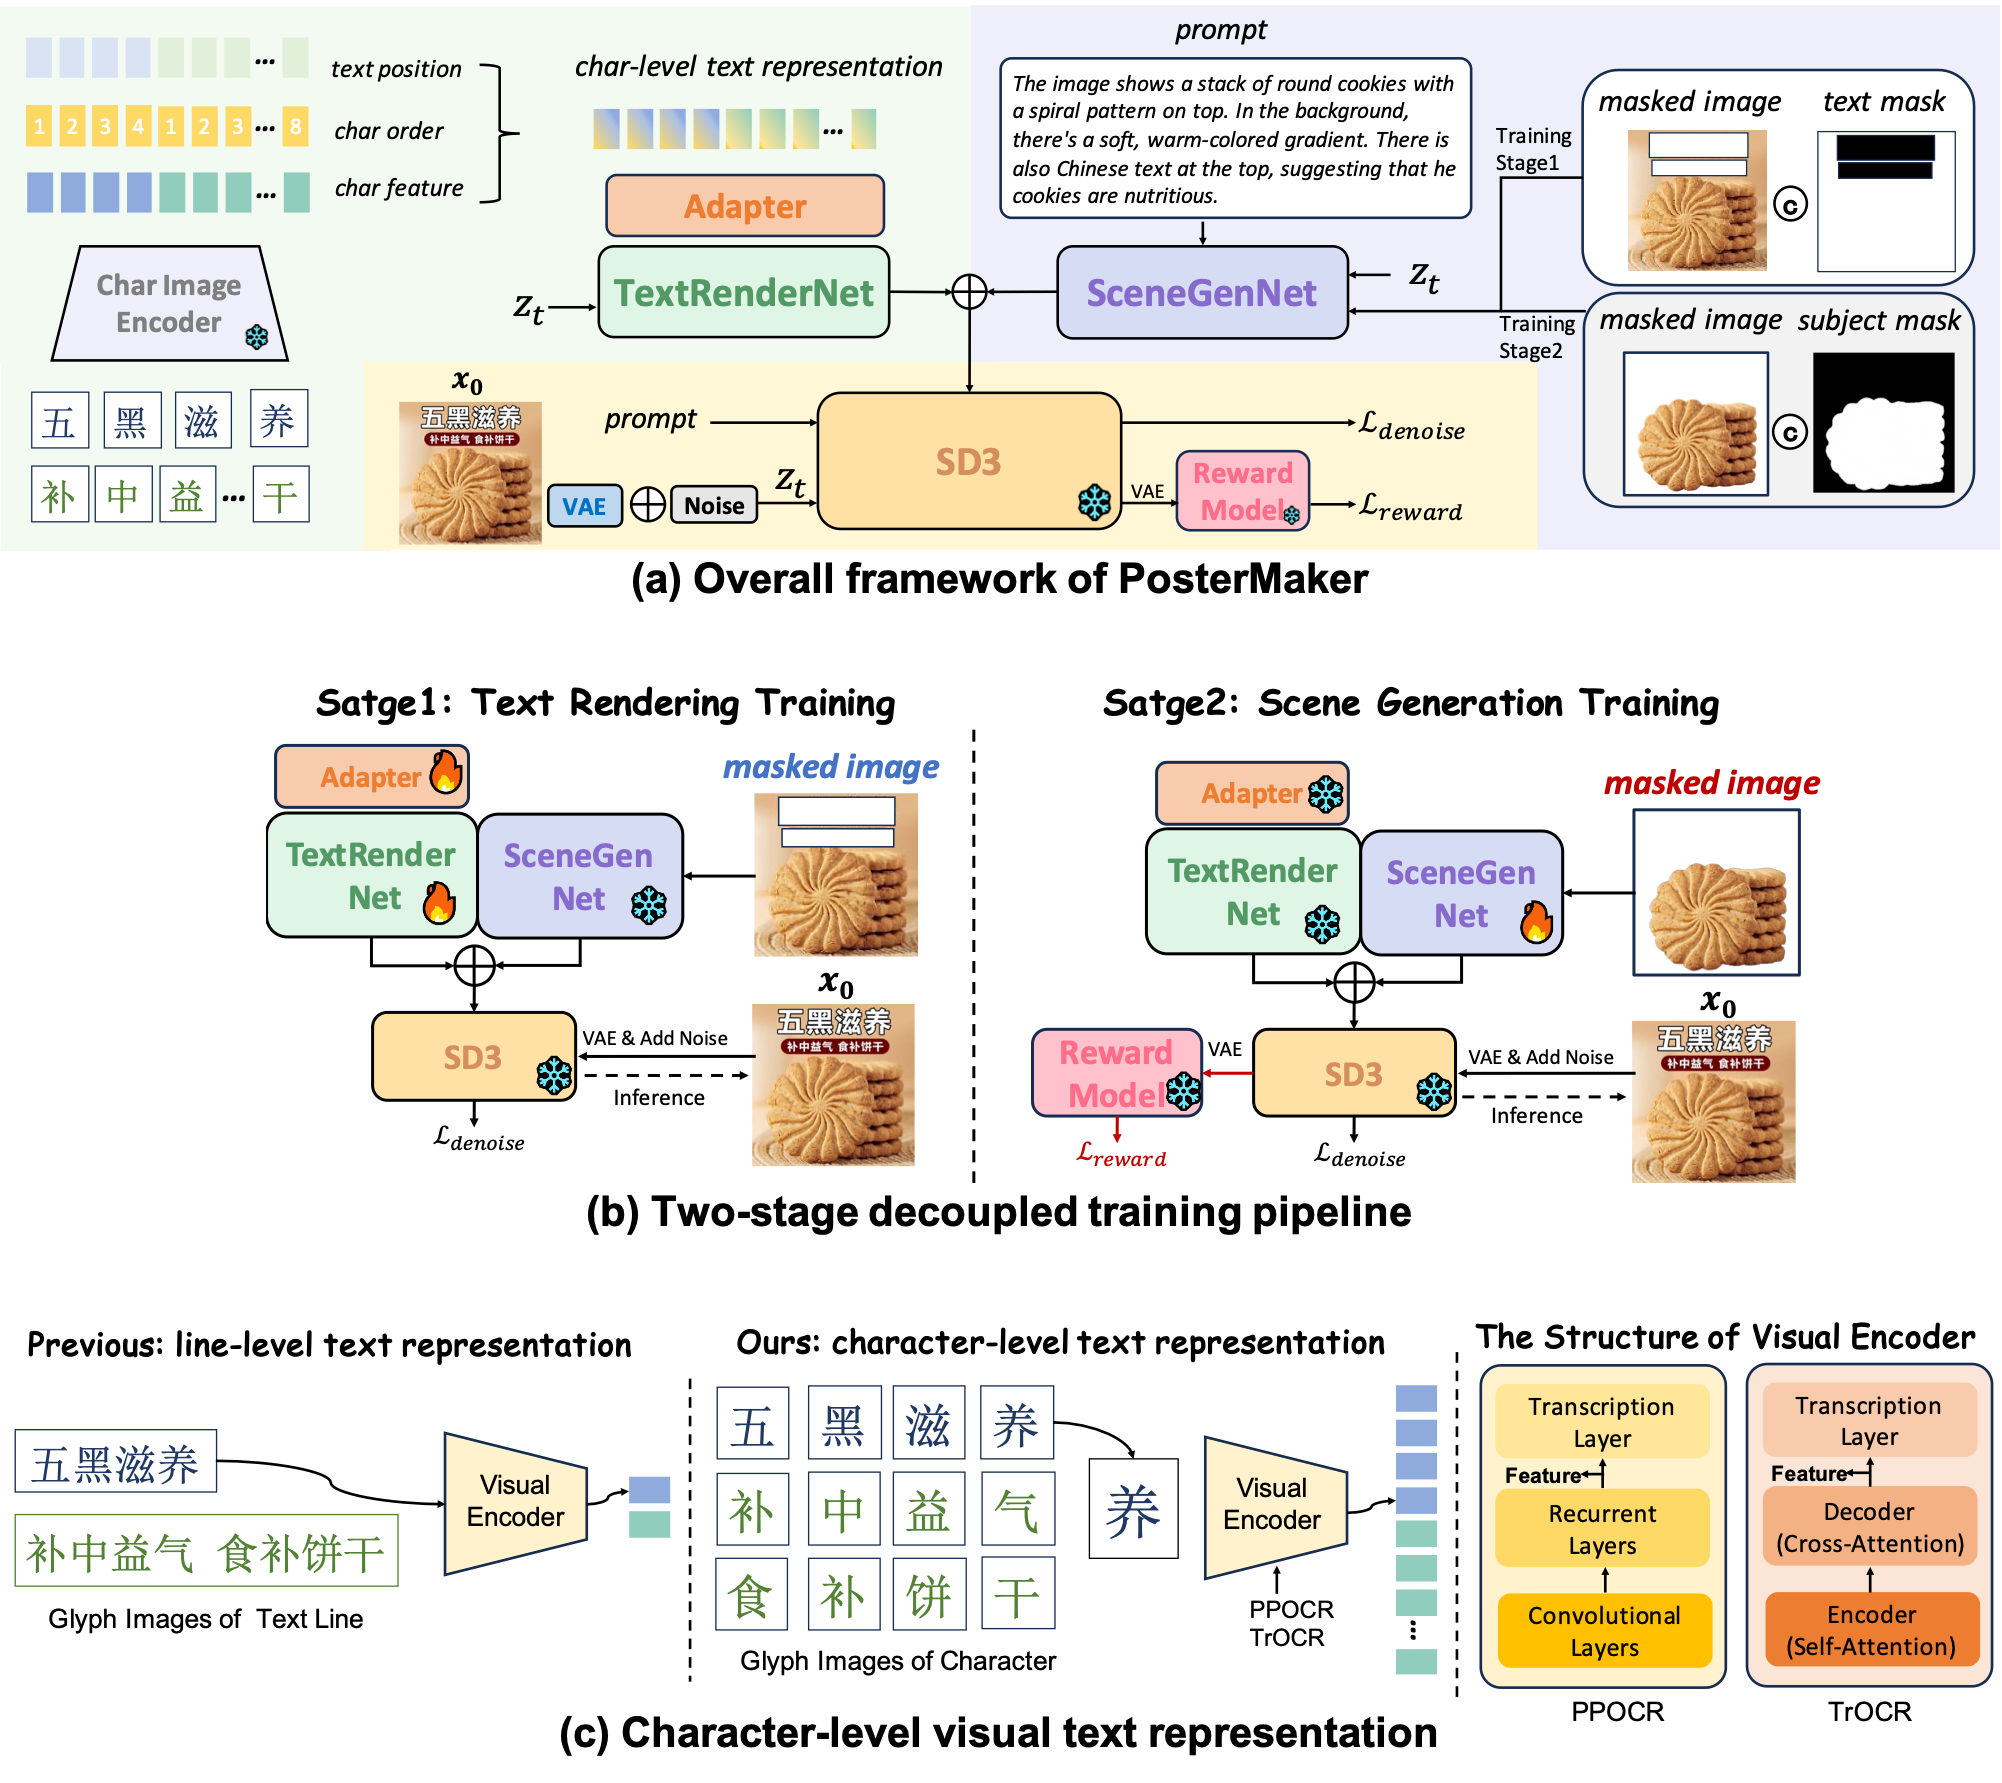 text position
char-level text representation
1 2 3 4 1 2 3 ... 8
char order
char feature
Adapter
Char Image
Encoder
TextRenderNet
Z_t
五 黑 滋 养
补 中 益 ... 干
prompt
The image shows a stack of round cookies with
a spiral pattern on top. In the background,
there's a soft, warm-colored gradient. There is
also Chinese text at the top, suggesting that he
cookies are nutritious.
SceneGenNet
Z_t
Training
Stage1
masked image
text mask
C
Training
Stage2
masked image
subject mask
C
x_0
五黑滋养
补中益气 食补饼干
prompt
VAE
Noise
Z_t
SD3
VAE
Reward
Model
ℒ_denoise
ℒ_reward
(a) Overall framework of PosterMaker
Satge1: Text Rendering Training
Adapter
TextRender
Net
SceneGen
Net
masked image
x_0
SD3
VAE & Add Noise
Inference
五黑滋养
补中益气 食补饼干
ℒ_denoise
Satge2: Scene Generation Training
Adapter
TextRender
Net
SceneGen
Net
masked image
x_0
Reward
Model
VAE
SD3
VAE & Add Noise
Inference
五黑滋养
补中益气 食补饼干
ℒ_reward
ℒ_denoise
(b) Two-stage decoupled training pipeline
Previous: line-level text representation
五黑滋养
补中益气 食补饼干
Visual
Encoder
Glyph Images of Text Line
Ours: character-level text representation
五 黑 滋 养
补 中 益 气
食 补 饼 干
养
Visual
Encoder
PPOCR
TrOCR
Glyph Images of Character
The Structure of Visual Encoder
Transcription
Layer
Feature
Recurrent
Layers
Convolutional
Layers
PPOCR
Transcription
Layer
Feature
Decoder
(Cross-Attention)
Encoder
(Self-Attention)
TrOCR
(c) Character-level visual text representation